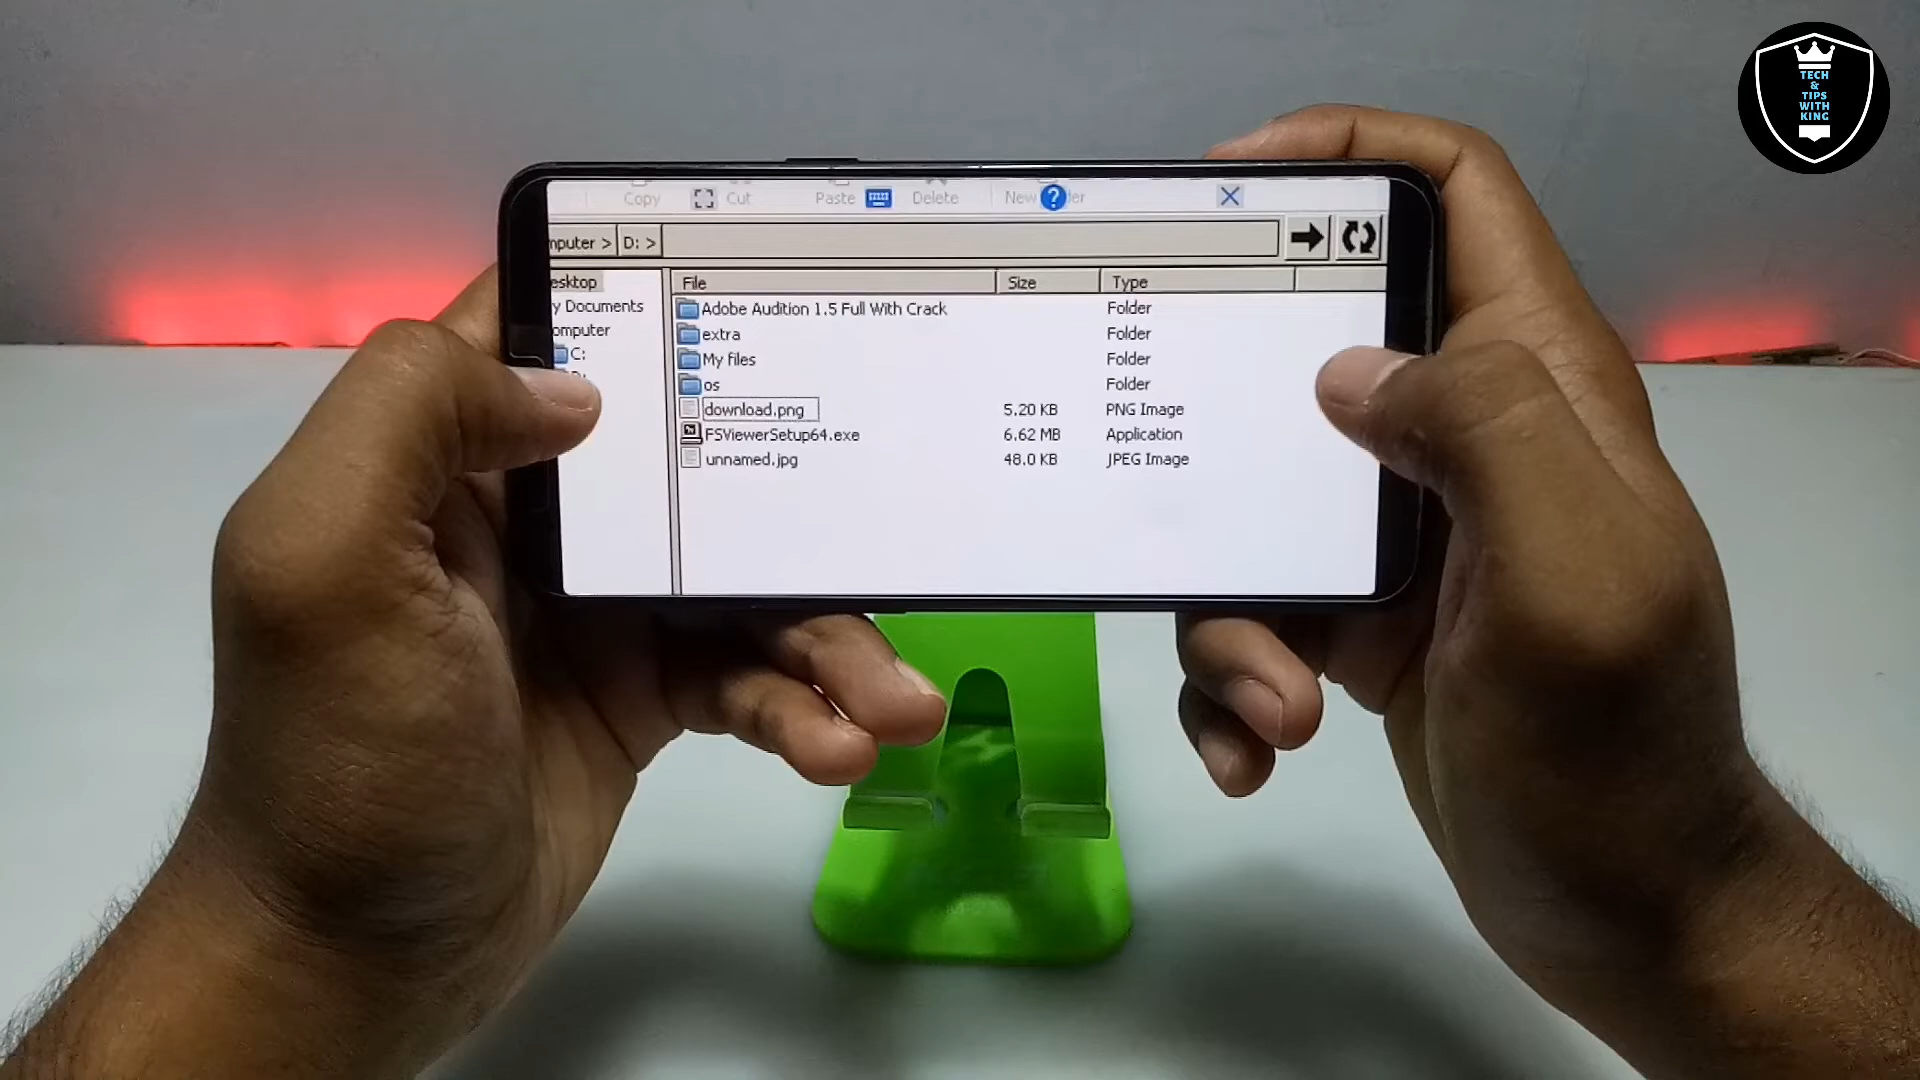 TECH
&
TIPS
WITH
KING
Copy Cut Paste Delete New ? der
mputer > D: >
esktop
y Documents
omputer
C:
D:
File Size Type
Adobe Audition 1.5 Full With Crack Folder
extra Folder
My files Folder
os Folder
download.png 5.20 KB PNG Image
FSViewerSetup64.exe 6.62 MB Application
unnamed.jpg 48.0 KB JPEG Image